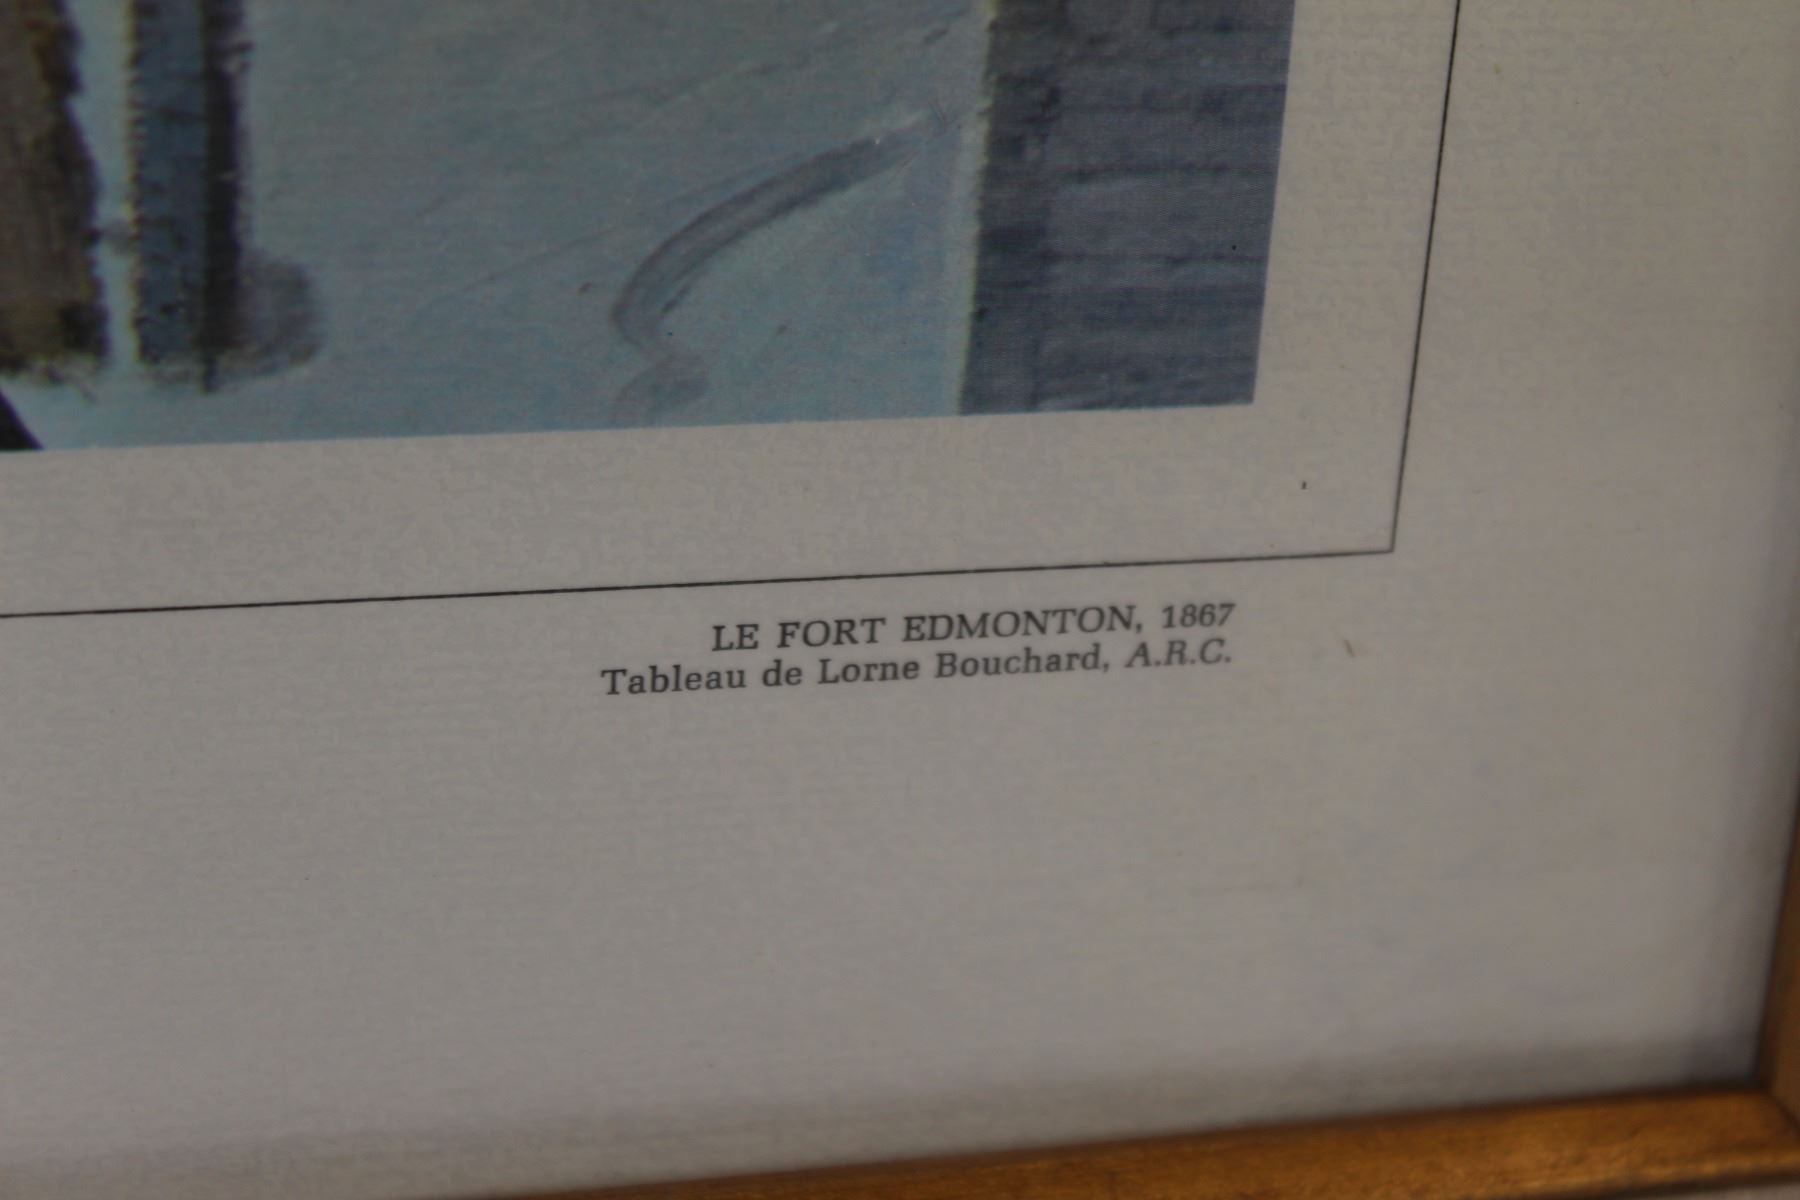 LE FORT EDMONTON, 1867
Tableau de Lorne Bouchard, A.R.C.